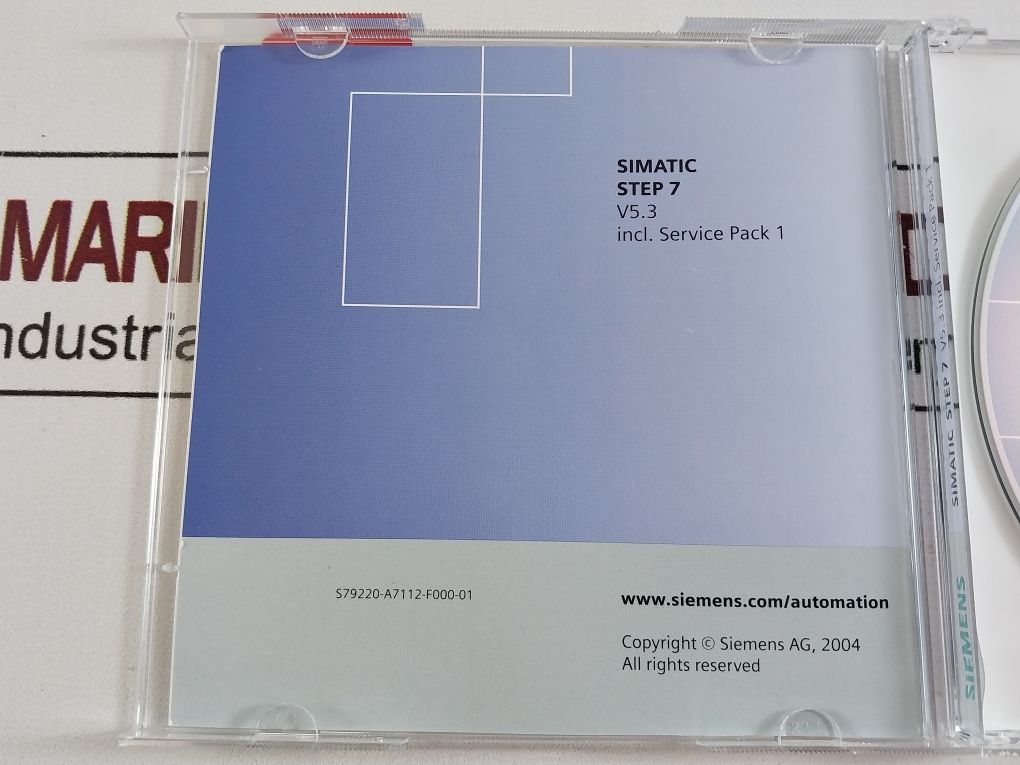 SIMATIC
STEP 7
V5.3
incl. Service Pack 1
S79220-A7112-F000-01
www.siemens.com/automation
Copyright © Siemens AG, 2004
All rights reserved
SIEMENS
SIMATIC STEP 7 V5.3 incl. Service Pack 1
MARI
ndustria